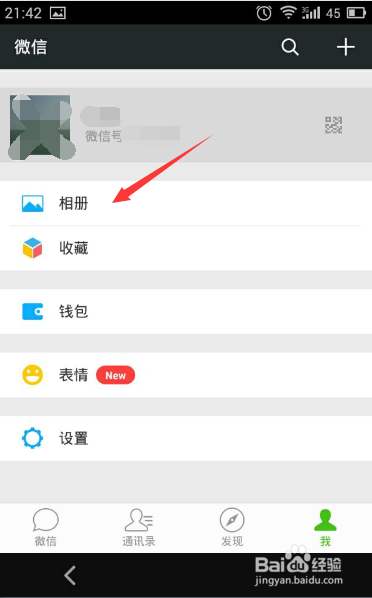 21:42
3G
45
微信
微信号
相册
收藏
钱包
表情 New
设置
微信 通讯录 发现 我
Baidu经验
jingyan.baidu.com